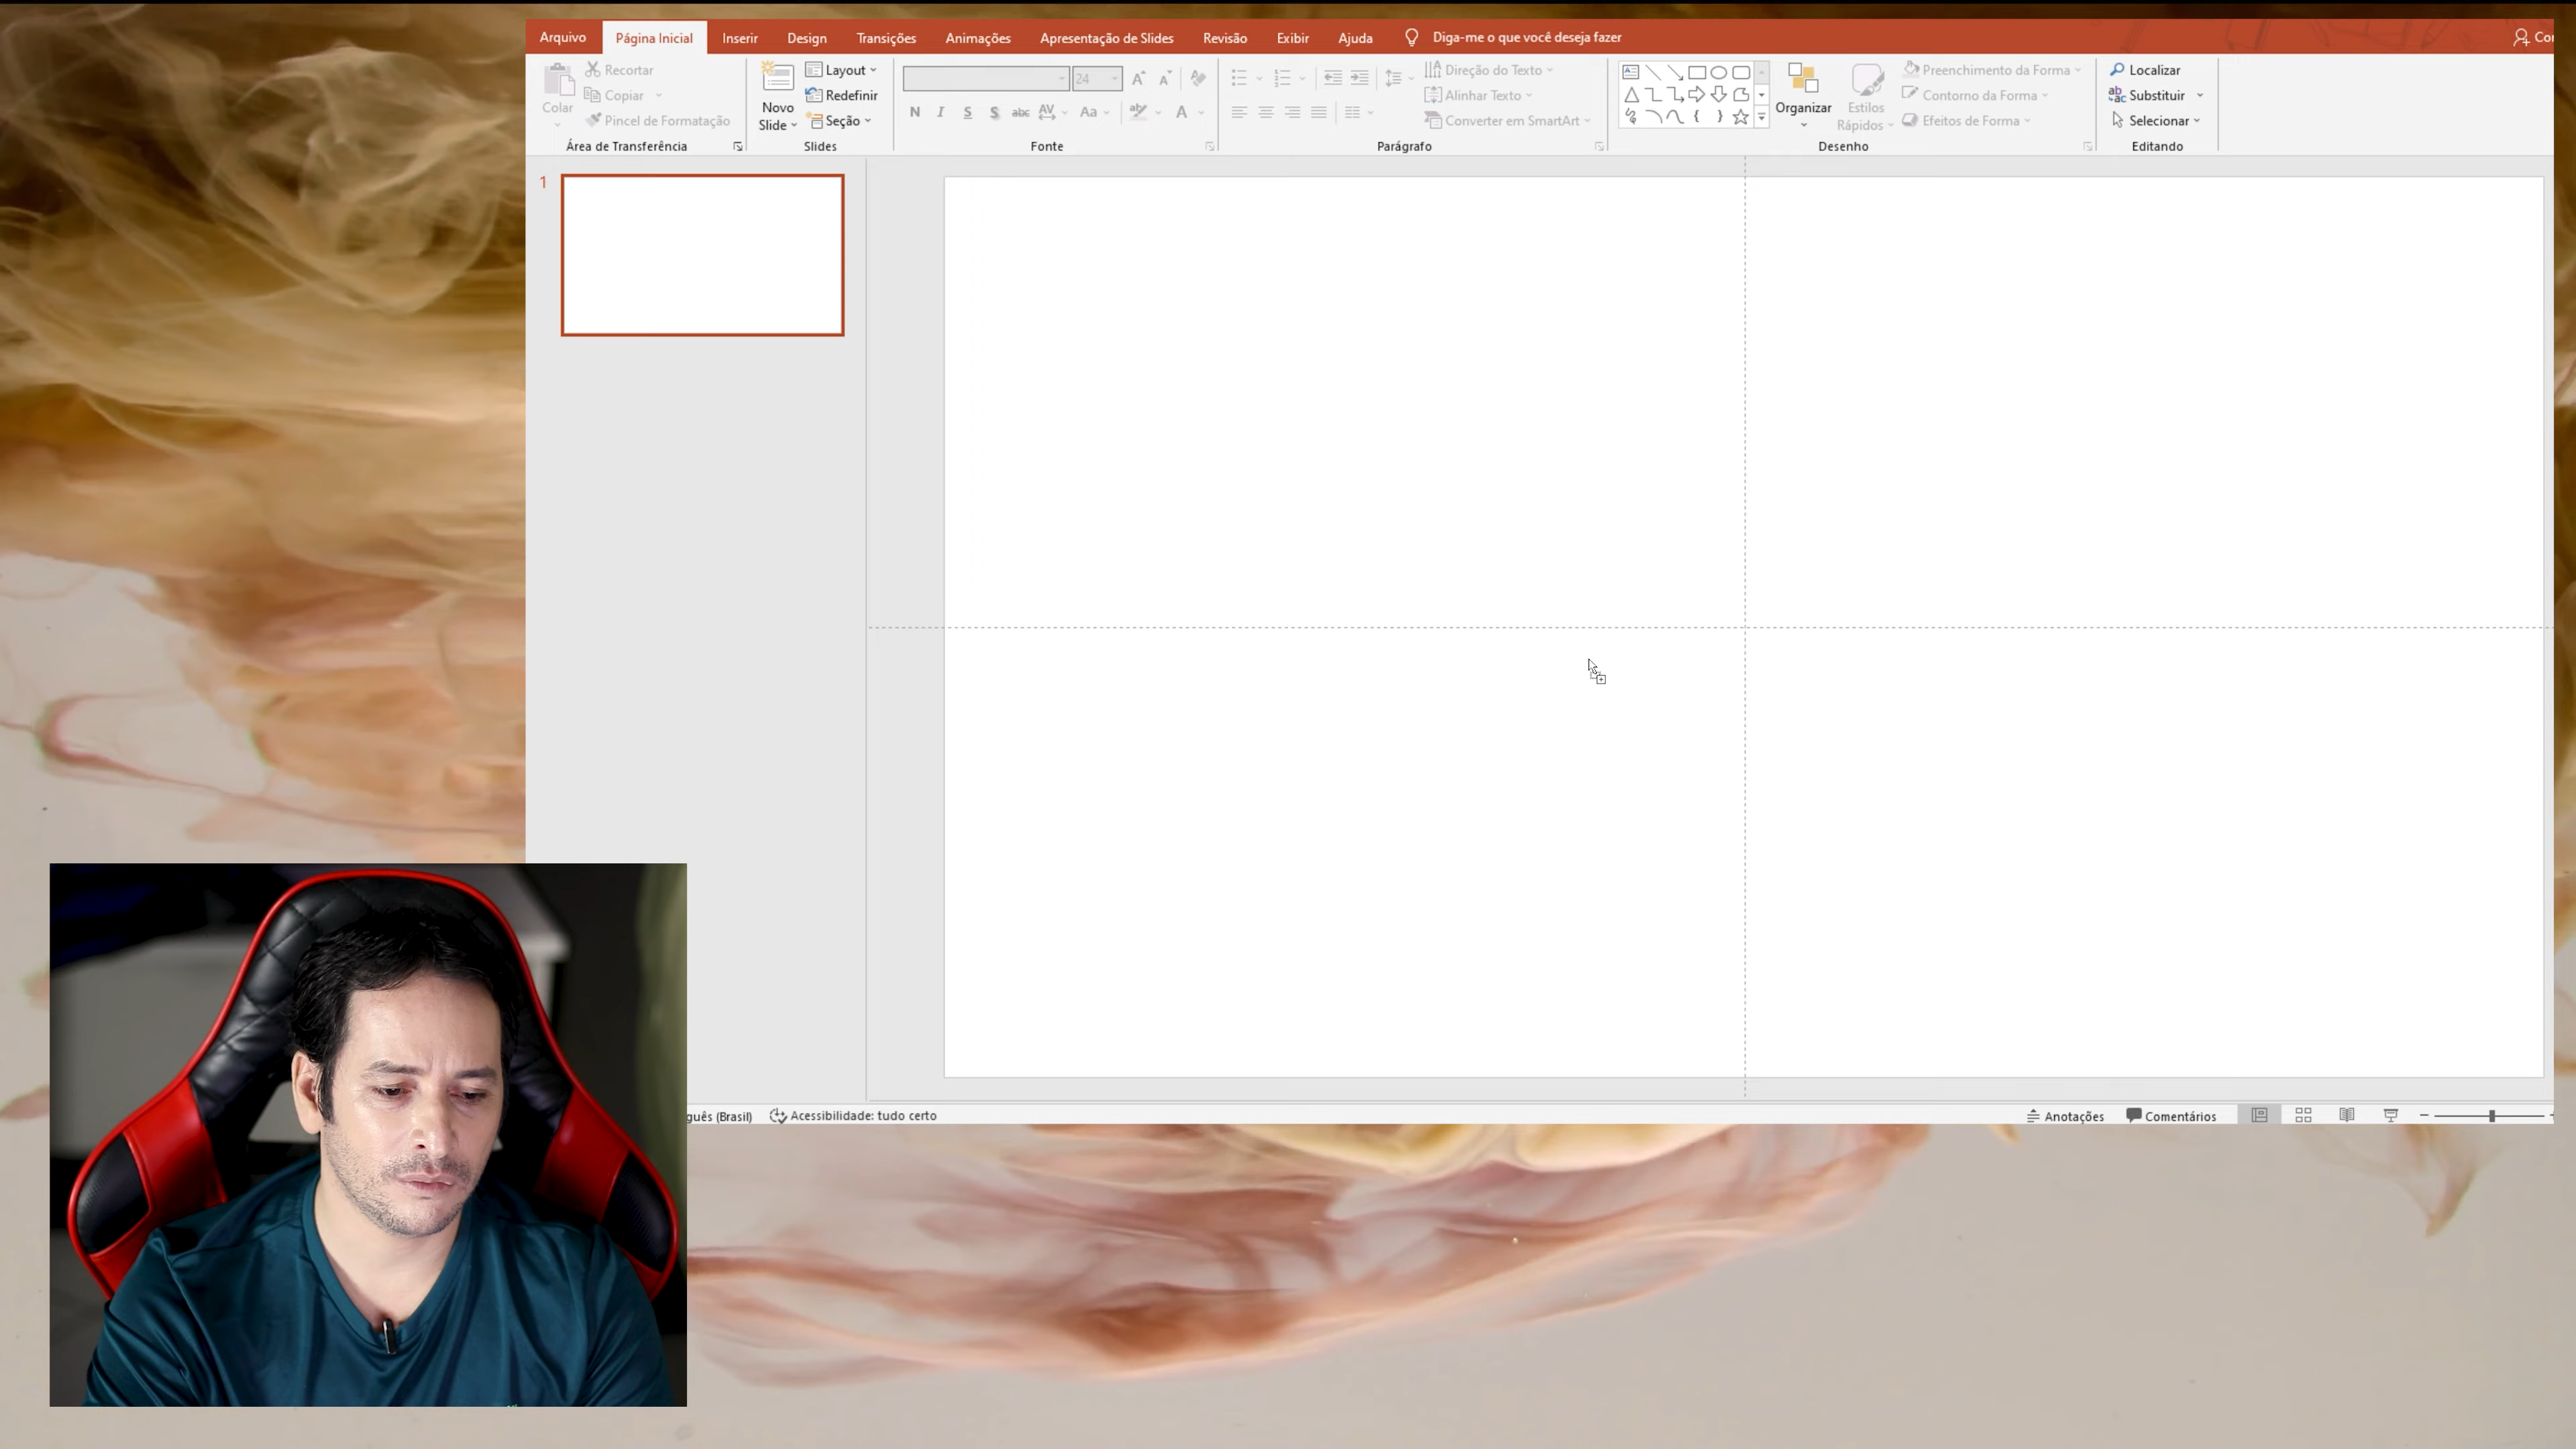 Arquivo Página Inicial Inserir Design Transições Animações Apresentação de Slides Revisão Exibir Ajuda Diga-me o que você deseja fazer
Colar
Recortar
Copiar
Pincel de Formatação
Área de Transferência
Novo
Slide
Layout
Redefinir
Seção
Slides
24
N I S S abc AV Aa A
Fonte
Direção do Texto
Alinhar Texto
Converter em SmartArt
Parágrafo
Organizar
Estilos
Rápidos
Preenchimento da Forma
Contorno da Forma
Efeitos de Forma
Desenho
Localizar
Substituir
Selecionar
Editando
1
guês (Brasil) Acessibilidade: tudo certo Anotações Comentários